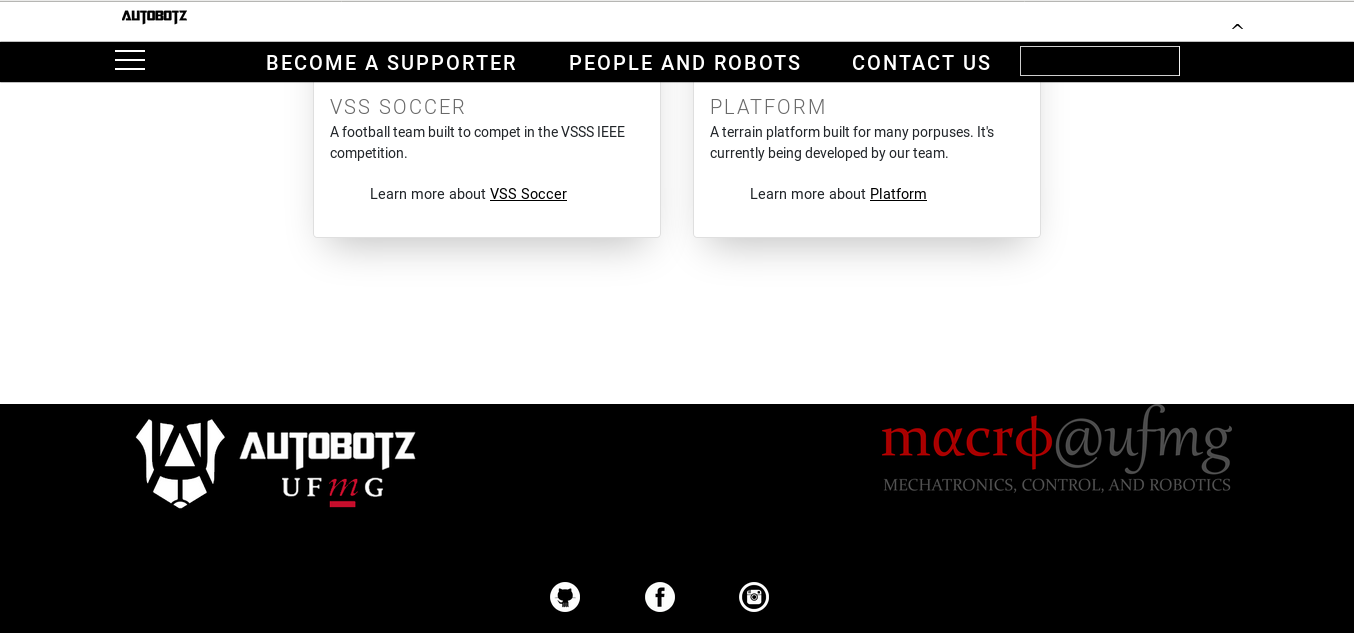 AUTOBOTZ
BECOME A SUPPORTER PEOPLE AND ROBOTS CONTACT US
VSS SOCCER
A football team built to compet in the VSSS IEEE
competition.
Learn more about VSS Soccer
PLATFORM
A terrain platform built for many porpuses. It's
currently being developed by our team.
Learn more about Platform
AUTOBOTZ
UFmG
mαcrϕ@ufmg
MECHATRONICS, CONTROL, AND ROBOTICS